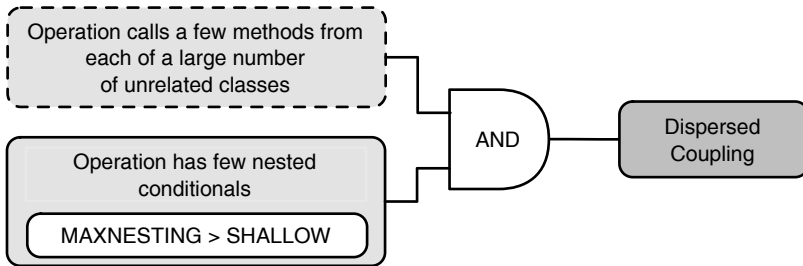 Operation calls a few methods from
each of a large number
of unrelated classes
AND
Dispersed
Coupling
Operation has few nested
conditionals
MAXNESTING > SHALLOW